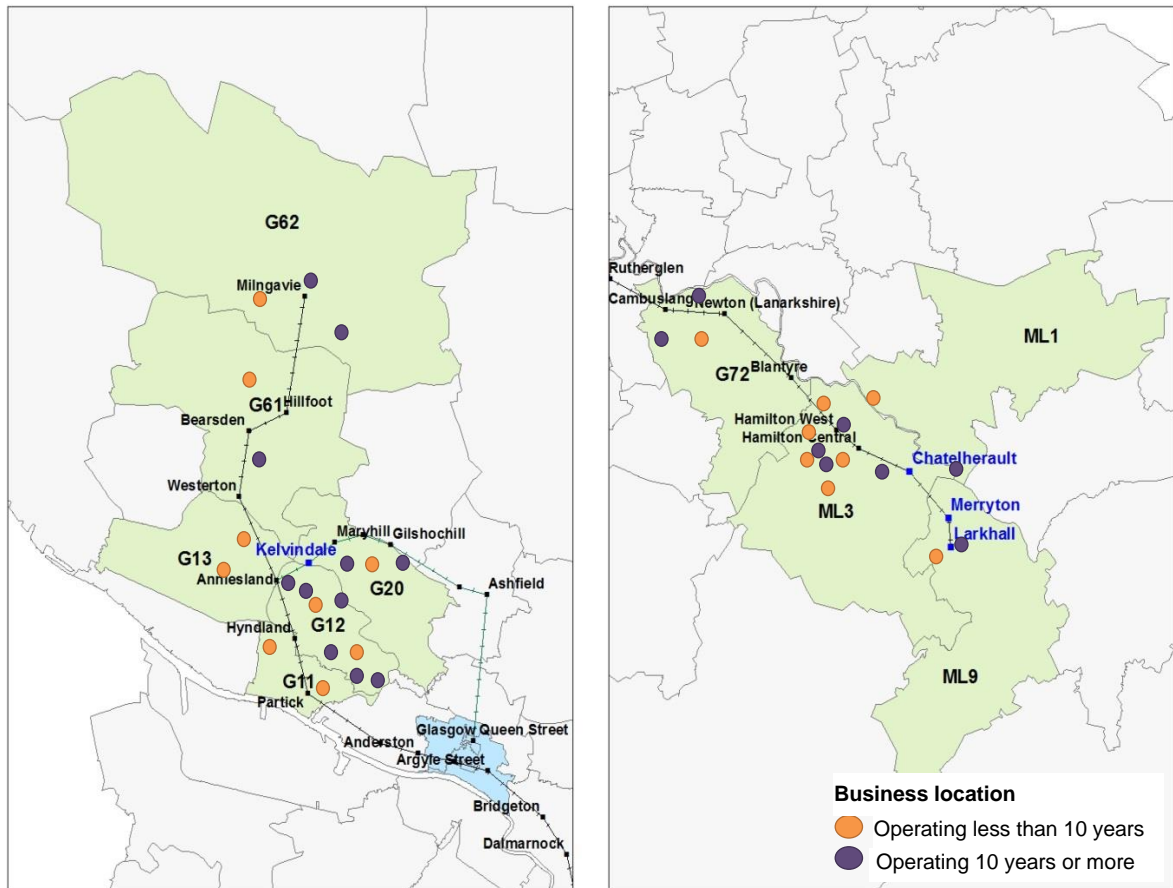 G62
Milngavie
G61
Hillfoot
Bearsden
Westerton
Maryhill
Gilshochill
Kelvindale
G13
Anniesland
G20
Ashfield
G12
Hyndland
G11
Partick
Glasgow Queen Street
Anderston
Argyle Street
Bridgeton
Dalmarnock
Rutherglen
Cambuslang
Newton (Lanarkshire)
ML1
G72
Blantyre
Hamilton West
Hamilton Central
Chatelherault
Merryton
ML3
Larkhall
ML9
Business location
Operating less than 10 years
Operating 10 years or more